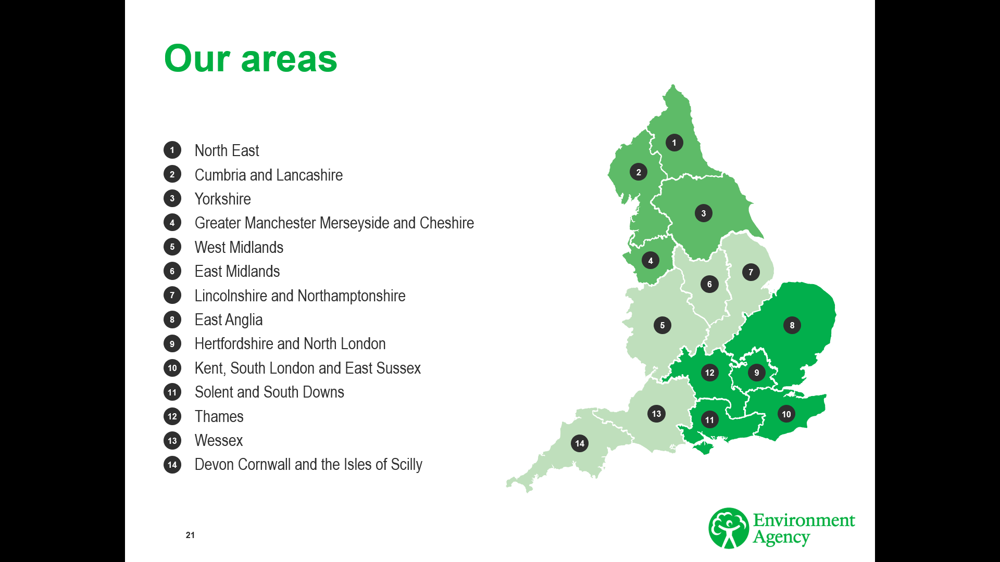 Our areas
1 North East
2 Cumbria and Lancashire
3 Yorkshire
4 Greater Manchester Merseyside and Cheshire
5 West Midlands
6 East Midlands
7 Lincolnshire and Northamptonshire
8 East Anglia
9 Hertfordshire and North London
10 Kent, South London and East Sussex
11 Solent and South Downs
12 Thames
13 Wessex
14 Devon Cornwall and the Isles of Scilly
1
2
3
4
7
6
5
8
12
9
13
11
10
14
Environment
Agency
21